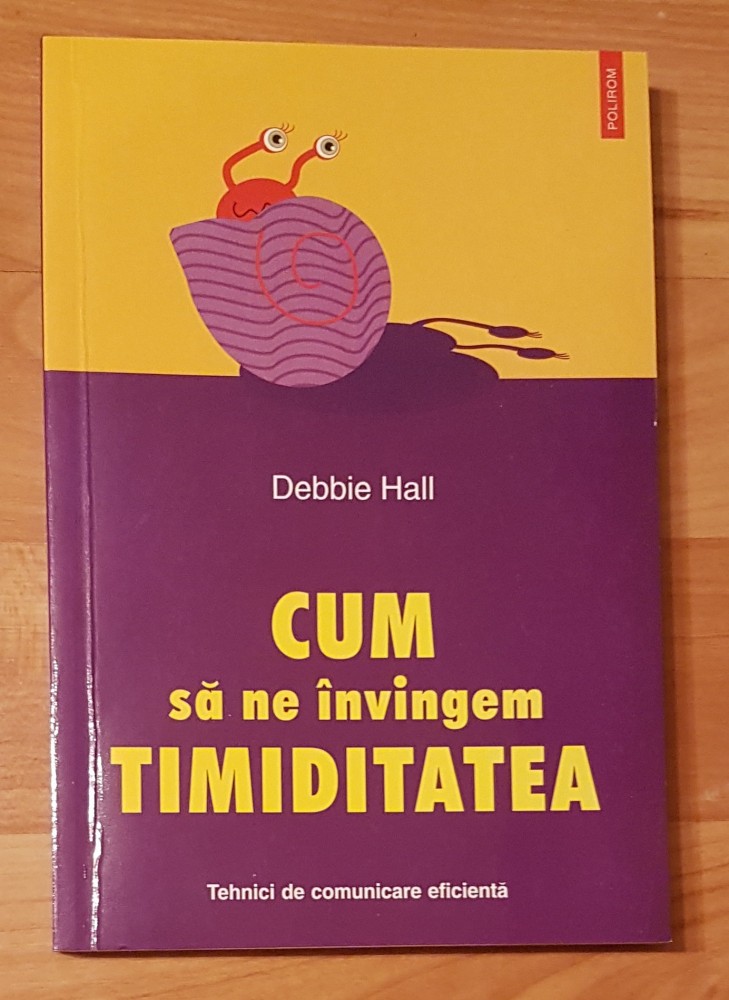 POLIROM
Debbie Hall
CUM
să ne învingem
TIMIDITATEA
Tehnici de comunicare eficientă